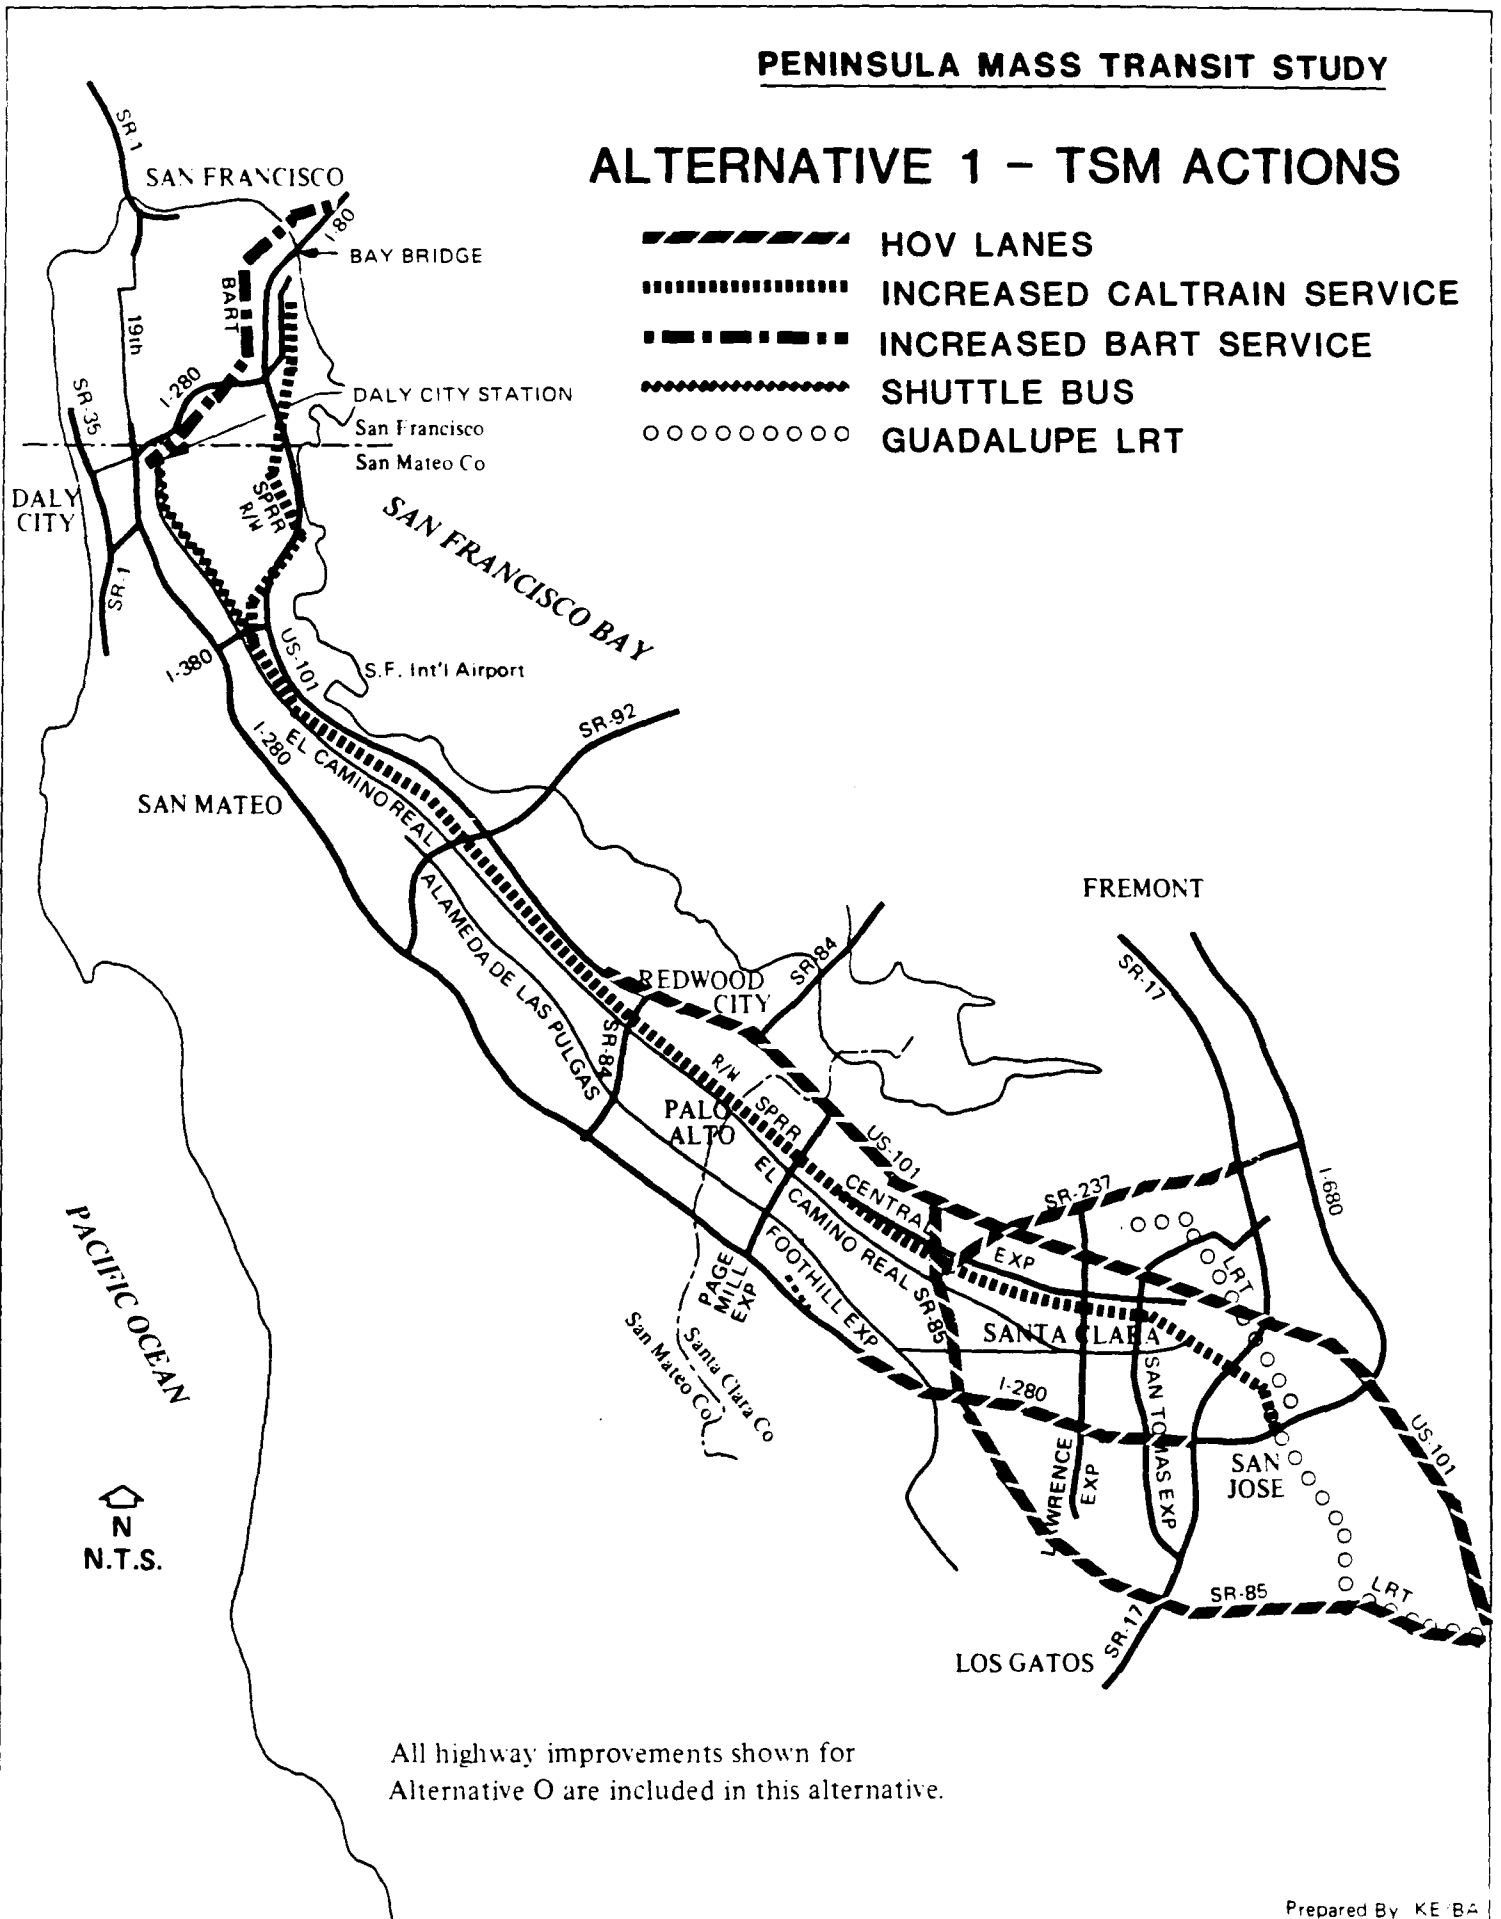 PENINSULA MASS TRANSIT STUDY
ALTERNATIVE 1 – TSM ACTIONS
HOV LANES
INCREASED CALTRAIN SERVICE
INCREASED BART SERVICE
SHUTTLE BUS
GUADALUPE LRT
SR-1
SAN FRANCISCO
I-80
BAY BRIDGE
BART
19th
I-280
SR-35
DALY CITY STATION
San Francisco
San Mateo Co
DALY
CITY
SPRR
R/W
SAN FRANCISCO BAY
SR-1
I-380
US-101
S.F. Int'l Airport
SR-92
I-280
EL CAMINO REAL
SAN MATEO
ALAMEDA DE LAS PULGAS
FREMONT
SR-84
REDWOOD
CITY
SR-17
SR-84
R/W
SPRR
PALO
ALTO
US-101
EL CAMINO REAL
CENTRAL
EXP
SR-237
I-680
PACIFIC OCEAN
PAGE
MILL
EXP
FOOTHILL EXP
SR-85
LRT
SANTA CLARA
San Mateo Co
Santa Clara Co
I-280
SAN TOMAS EXP
LAWRENCE
EXP
SAN
JOSE
US-101
N
N.T.S.
SR-85
LRT
SR-17
LOS GATOS
All highway improvements shown for
Alternative O are included in this alternative.
Prepared By